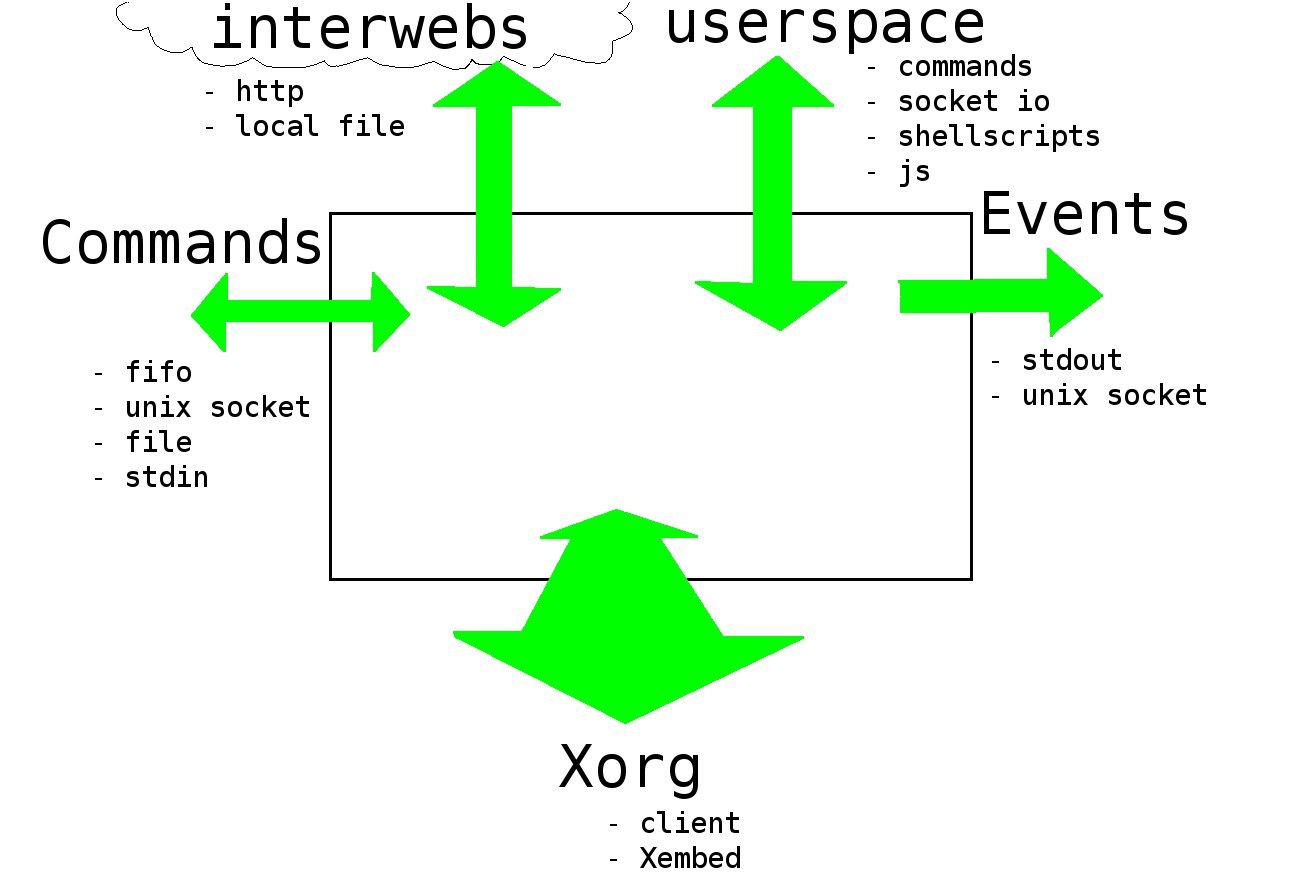 interwebs
- http
- local file
userspace
- commands
- socket io
- shellscripts
- js
Commands
- fifo
- unix socket
- file
- stdin
Events
- stdout
- unix socket
Xorg
- client
- Xembed